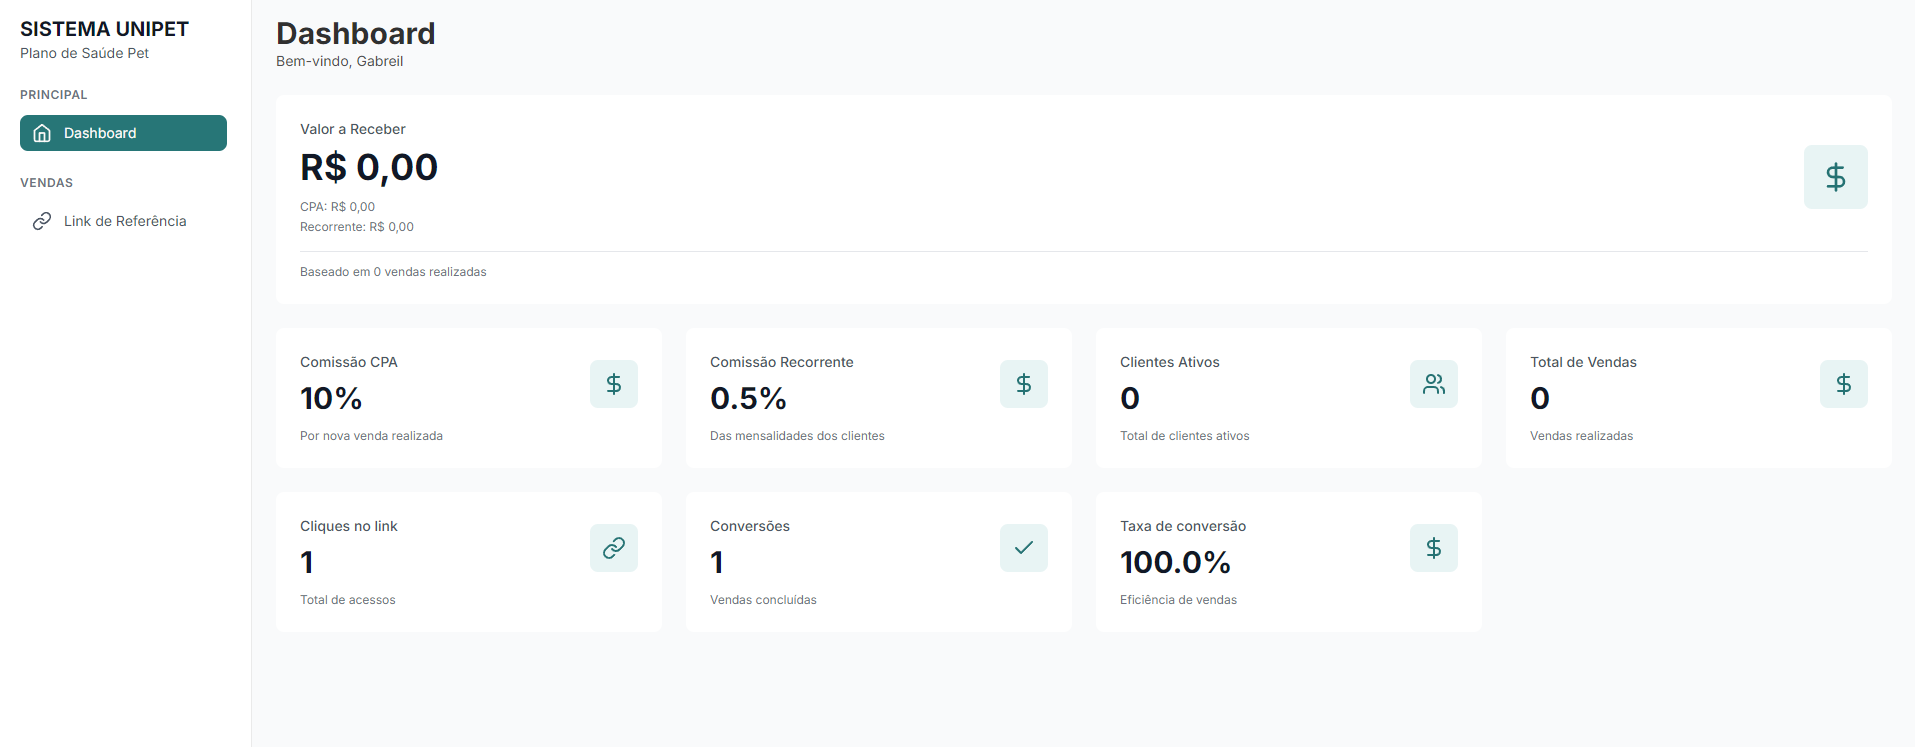 SISTEMA UNIPET
Plano de Saúde Pet
PRINCIPAL
Dashboard
VENDAS
Link de Referência
Dashboard
Bem-vindo, Gabreil
Valor a Receber
R$ 0,00
CPA: R$ 0,00
Recorrente: R$ 0,00
Baseado em 0 vendas realizadas
Comissão CPA
10%
Por nova venda realizada
Comissão Recorrente
0.5%
Das mensalidades dos clientes
Clientes Ativos
0
Total de clientes ativos
Total de Vendas
0
Vendas realizadas
Cliques no link
1
Total de acessos
Conversões
1
Vendas concluídas
Taxa de conversão
100.0%
Eficiência de vendas